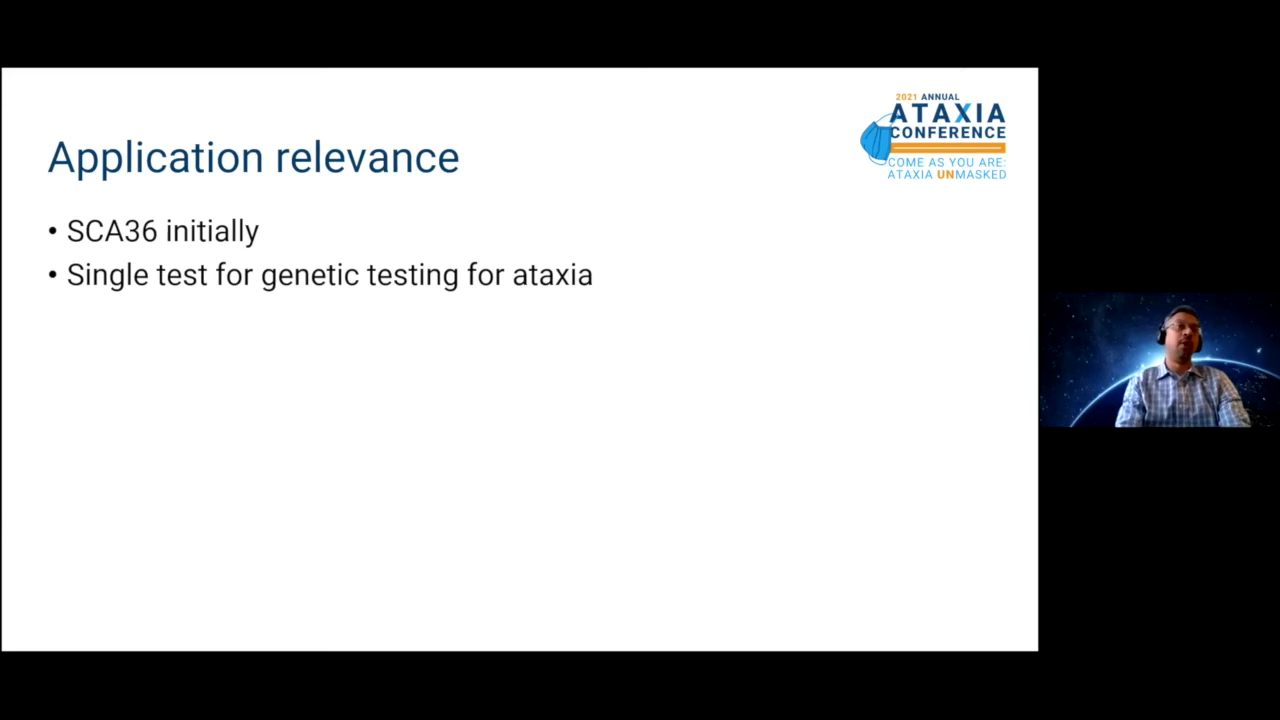 2021 ANNUAL
ATAXIA
CONFERENCE
COME AS YOU ARE:
ATAXIA UNMASKED
Application relevance
• SCA36 initially
• Single test for genetic testing for ataxia